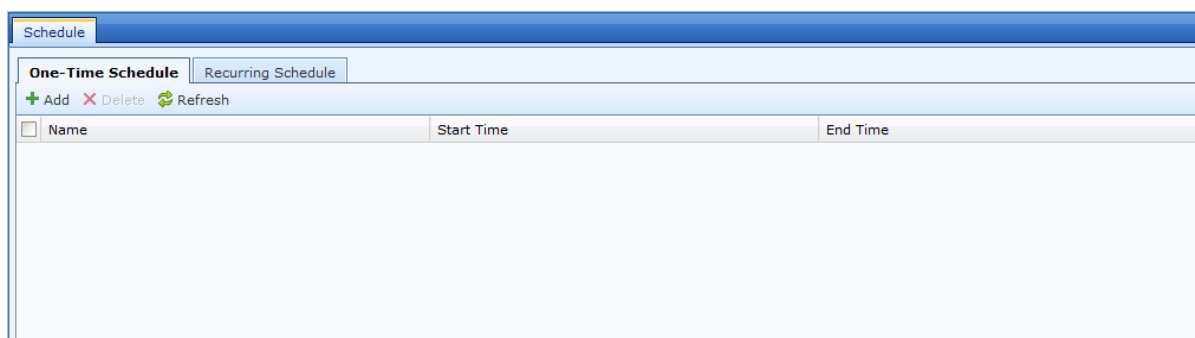 Schedule
One-Time Schedule Recurring Schedule
Add Delete Refresh
Name Start Time End Time